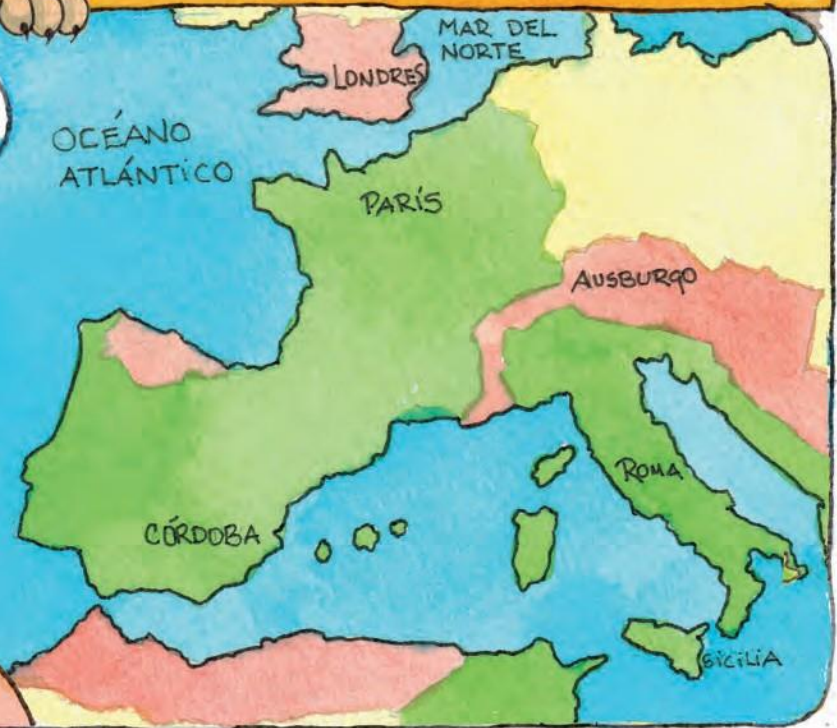 MAR DEL
NORTE
LONDRES
OCÉANO
ATLÁNTiCO
PARÍS
AUSBURGO
ROMA
CÓRDOBA
SiCiLiA